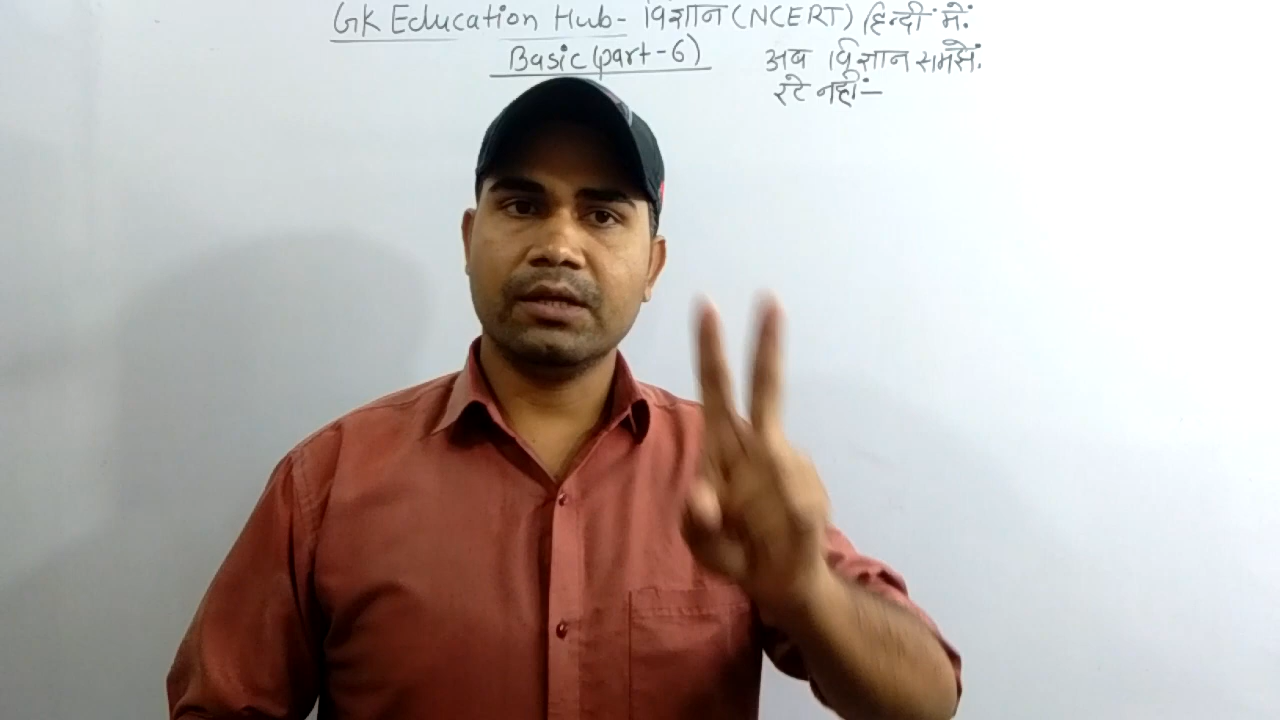 GK Education Hub- विज्ञान (NCERT) हिन्दी में.
Basic (part-6)
अब विज्ञान समझें.
रटे नहीं:-